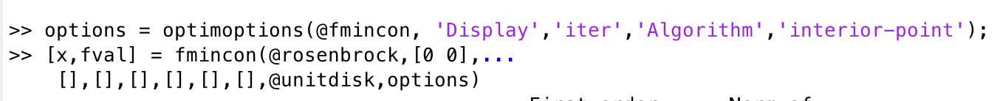 >> options = optimoptions(@fmincon, 'Display','iter','Algorithm','interior-point');
>> [x,fval] = fmincon(@rosenbrock,[0 0],...
[],[],[],[],[],[],@unitdisk,options)